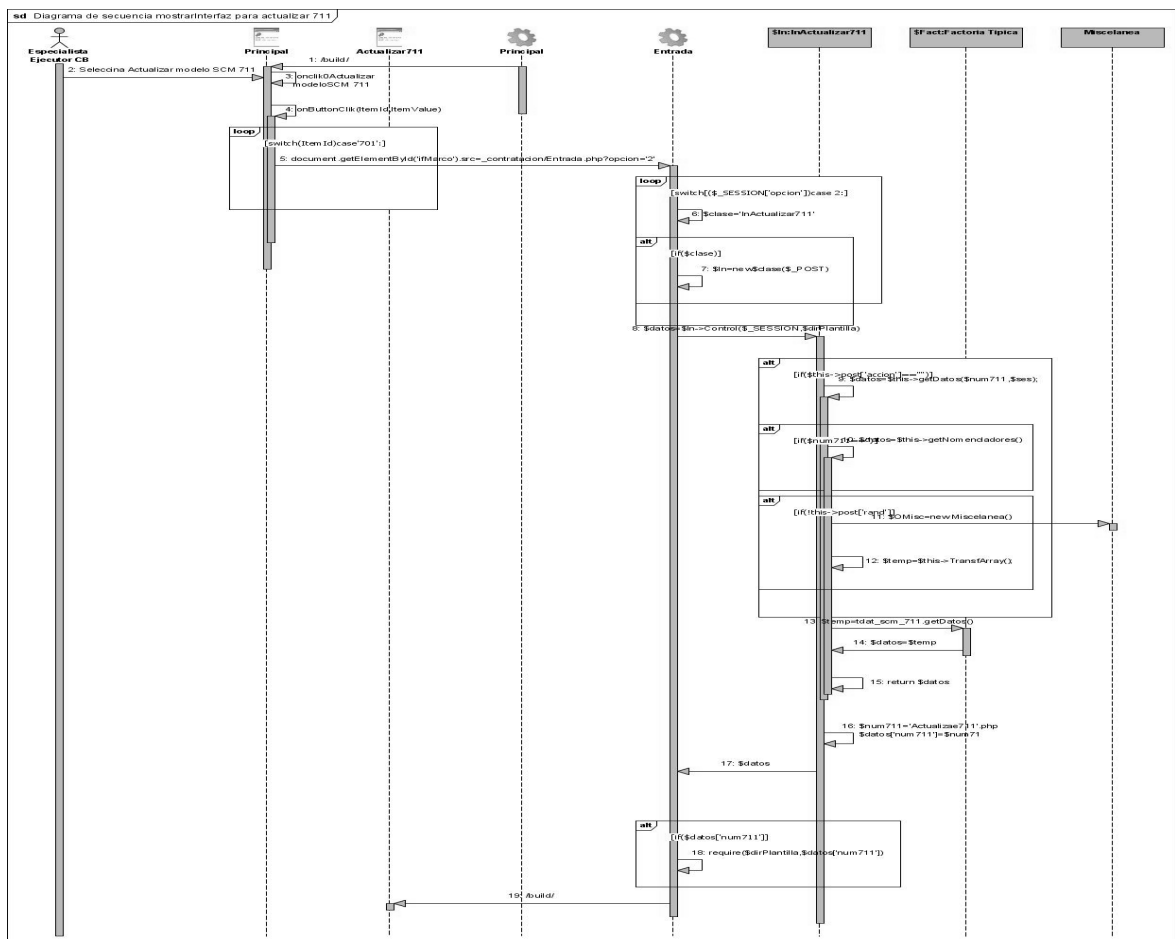 sd Diagrama de secuencia mostrarInterfaz para actualizar 711
Especialista
Ejecutor CB
Principal
Actualizar711
Principal
Entrada
$In:InActualizar711
$Fact:Factoria Tipica
Miscelanea
1: /build/
2: Seleccina Actualizar modelo SCM 711
3: onclik0Actualizar
modeloSCM 711
4: onButtonClik(ItemId,ItemValue)
loop
[switch(ItemId)case'701':]
5: document.getElementById('ifMarco').src=_contratacion/Entrada.php?opcion='2'
loop
[switch[($_SESSION['opcion'])case 2:]
6: $clase='InActualizar711'
alt
[if($clase)]
7: $In=new$clase($_POST)
8: $datos=$In->Control($_SESSION,$dirPlantilla)
alt
[if($this->post['accion']=="")]
9: $datos=$this->getDatos($num711,$ses);
alt
10: $datos=$this->getNomencladores()
alt
[if(!this->post['rand']]
11: $OMisc=newMiscelanea()
12: $temp=$this->TransfArray();
13: $temp=tdat_scm_711.getDatos()
14: $datos=$temp
15: return $datos
16: $num711='Actualizae711'.php
$datos['num711']=$num71
17: $datos
alt
[if($datos['num711']]
18: require($dirPlantilla,$datos['num711'])
19: /build/